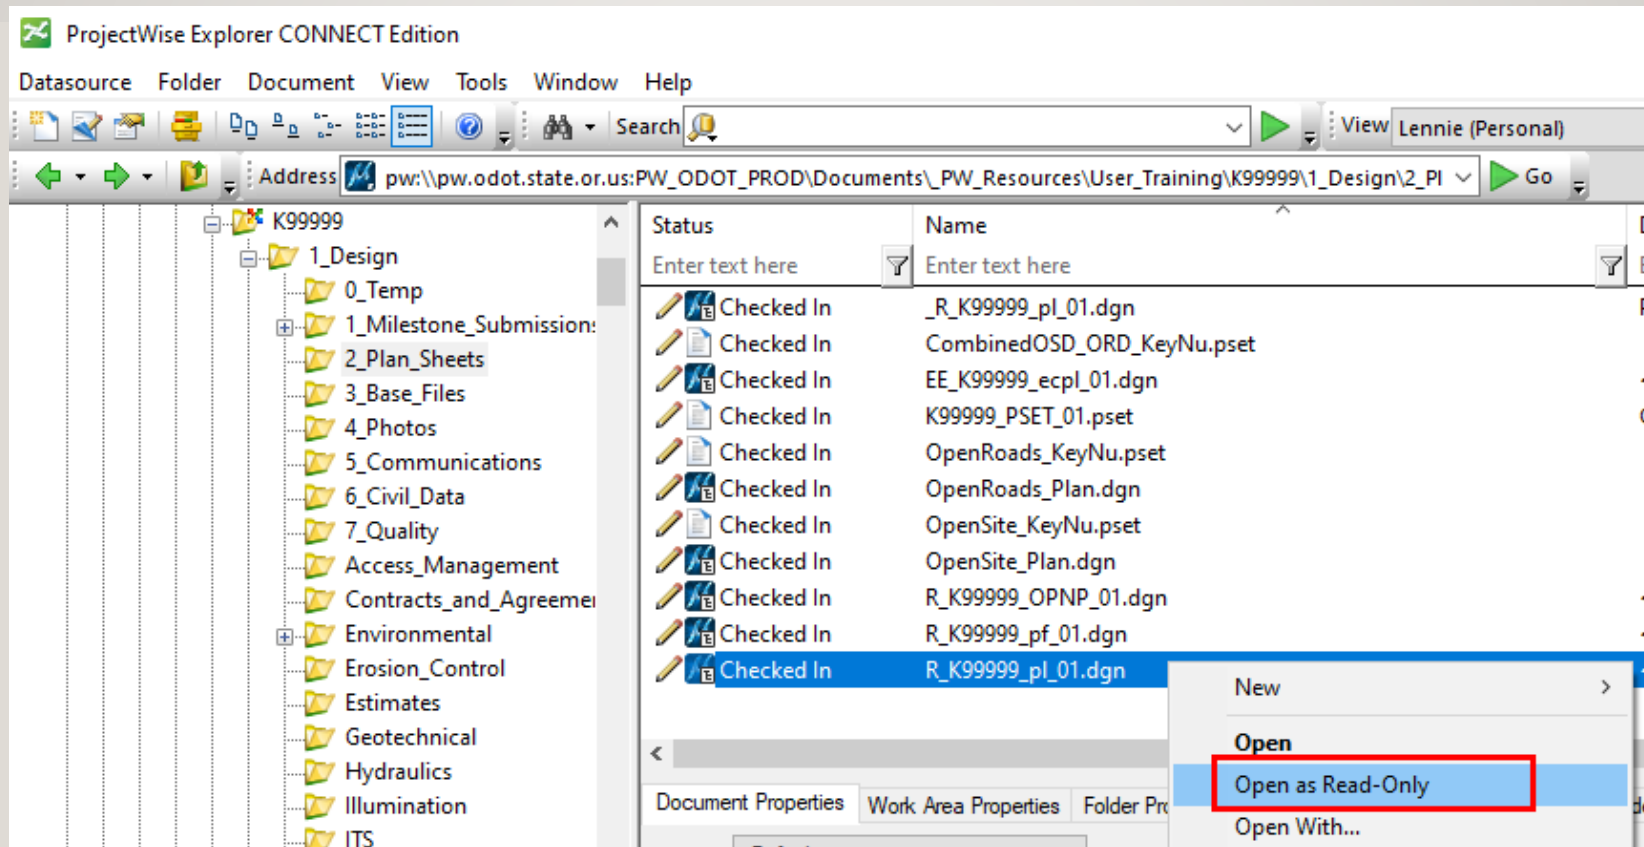 ProjectWise Explorer CONNECT Edition
Datasource Folder Document View Tools Window Help
Search View Lennie (Personal)
Address pw:\\pw.odot.state.or.us:PW_ODOT_PROD\Documents\_PW_Resources\User_Training\K99999\1_Design\2_Pl Go
K99999
1_Design
0_Temp
1_Milestone_Submissions
2_Plan_Sheets
3_Base_Files
4_Photos
5_Communications
6_Civil_Data
7_Quality
Access_Management
Contracts_and_Agreemer
Environmental
Erosion_Control
Estimates
Geotechnical
Hydraulics
Illumination
ITS
Status Name
Enter text here Enter text here
Checked In _R_K99999_pl_01.dgn
Checked In CombinedOSD_ORD_KeyNu.pset
Checked In EE_K99999_ecpl_01.dgn
Checked In K99999_PSET_01.pset
Checked In OpenRoads_KeyNu.pset
Checked In OpenRoads_Plan.dgn
Checked In OpenSite_KeyNu.pset
Checked In OpenSite_Plan.dgn
Checked In R_K99999_OPNP_01.dgn
Checked In R_K99999_pf_01.dgn
Checked In R_K99999_pl_01.dgn
New
Open
Open as Read-Only
Open With...
Document Properties Work Area Properties Folder Pro